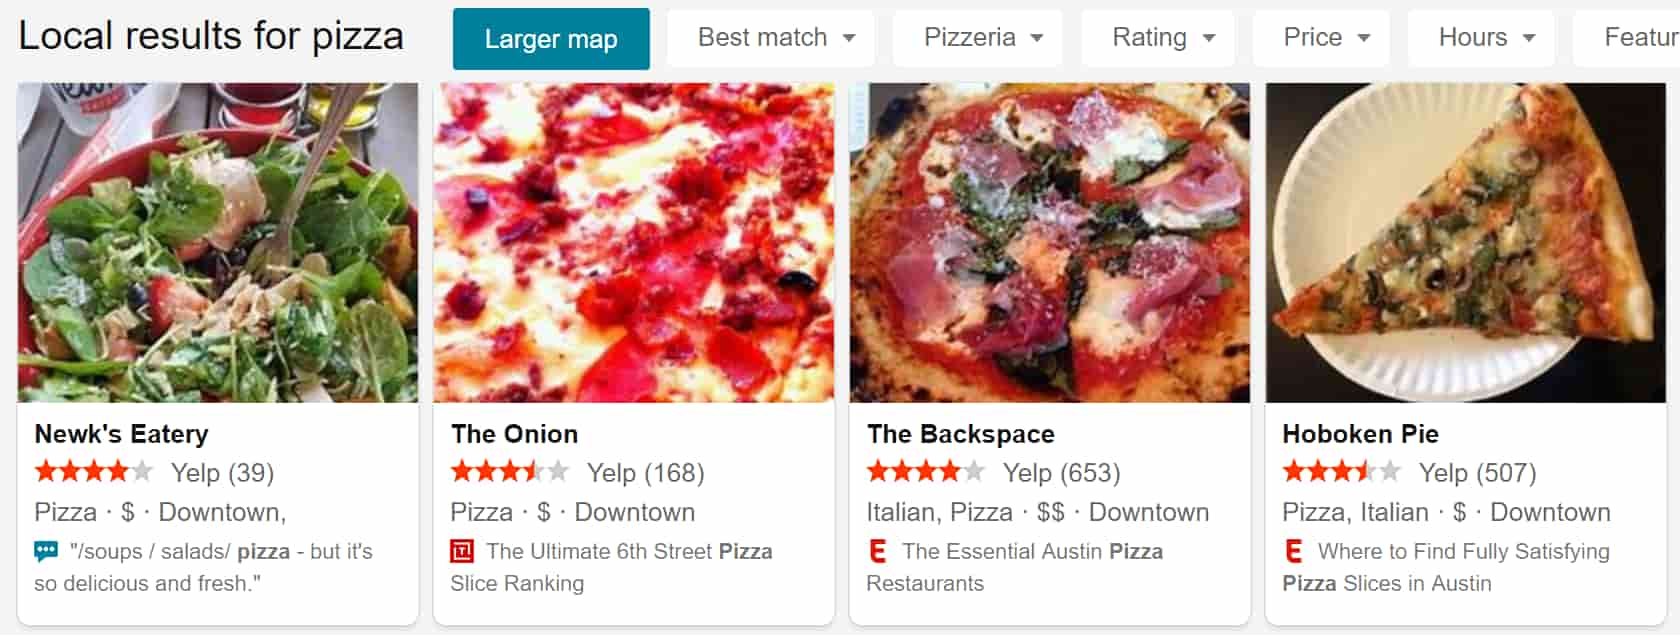 Local results for pizza
Larger map
Best match
Pizzeria
Rating
Price
Hours
Featur
Newk's Eatery
Yelp (39)
Pizza · $ · Downtown,
"/soups / salads/ pizza - but it's
so delicious and fresh."
The Onion
Yelp (168)
Pizza · $ · Downtown
The Ultimate 6th Street Pizza
Slice Ranking
The Backspace
Yelp (653)
Italian, Pizza · $$ · Downtown
E The Essential Austin Pizza
Restaurants
Hoboken Pie
Yelp (507)
Pizza, Italian · $ · Downtown
E Where to Find Fully Satisfying
Pizza Slices in Austin